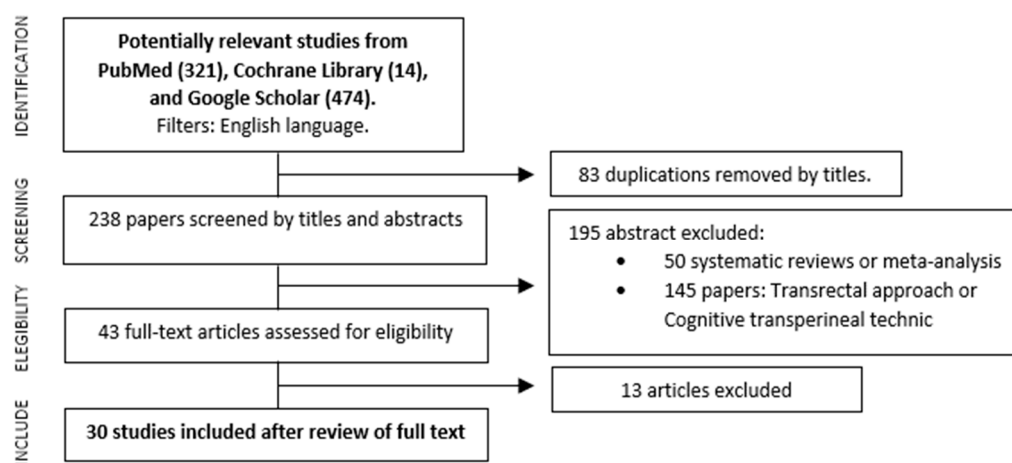 IDENTIFICATION
Potentially relevant studies from
PubMed (321), Cochrane Library (14),
and Google Scholar (474).
Filters: English language.
83 duplications removed by titles.
SCREENING
238 papers screened by titles and abstracts
195 abstract excluded:
• 50 systematic reviews or meta-analysis
• 145 papers: Transrectal approach or
Cognitive transperineal technic
ELEGIBILITY
43 full-text articles assessed for eligibility
13 articles excluded
INCLUDE
30 studies included after review of full text